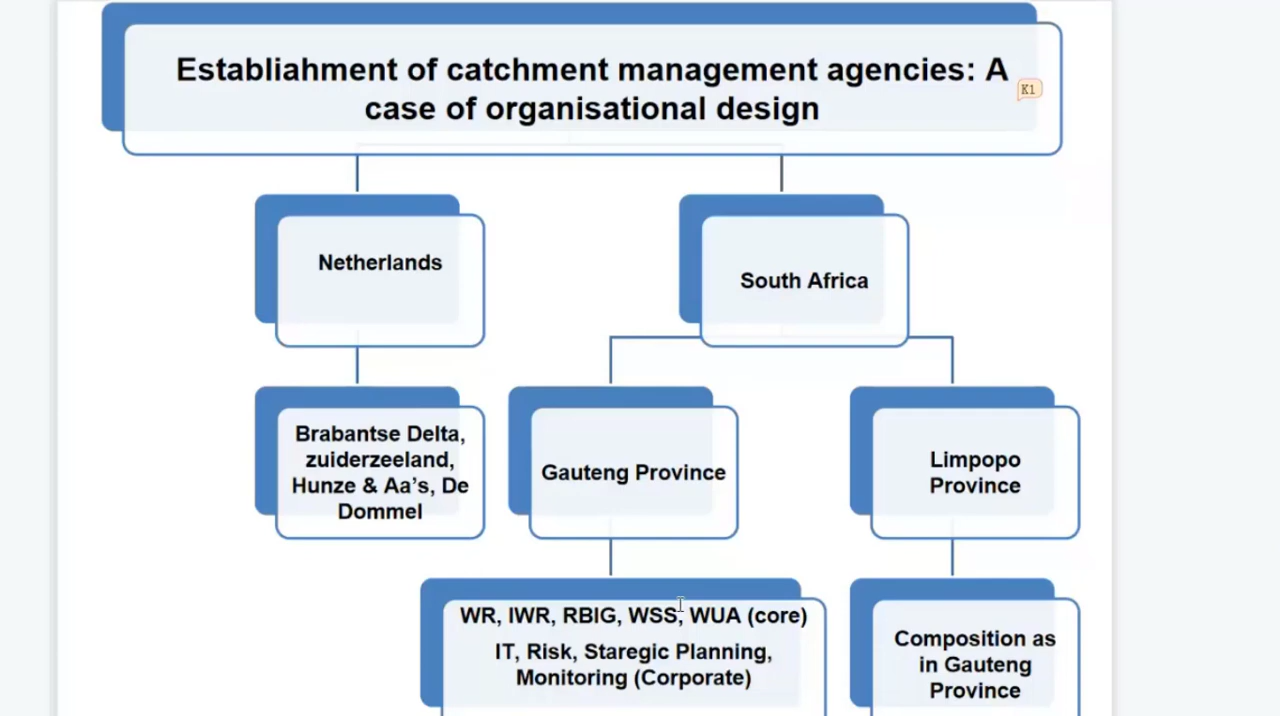 Establiahment of catchment management agencies: A
case of organisational design
K1
Netherlands
South Africa
Brabantse Delta,
zuiderzeeland,
Hunze & Aa’s, De
Dommel
Gauteng Province
Limpopo
Province
WR, IWR, RBIG, WSS, WUA (core)
IT, Risk, Staregic Planning,
Monitoring (Corporate)
Composition as
in Gauteng
Province